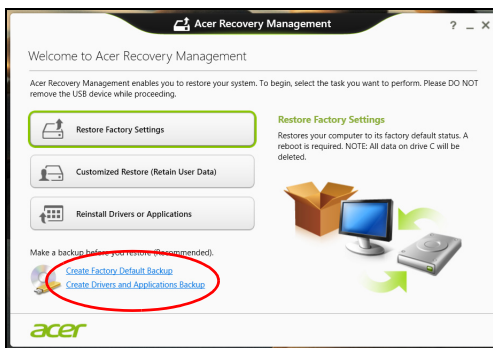 Acer Recovery Management
? _ X
Welcome to Acer Recovery Management
Acer Recovery Management enables you to restore your system. To begin, select the task you want to perform. Please DO NOT
remove the USB device while proceeding.
Restore Factory Settings
Customized Restore (Retain User Data)
Reinstall Drivers or Applications
Restore Factory Settings
Restores your computer to its factory default status. A
reboot is required. NOTE: All data on drive C will be
deleted.
Make a backup before you restore (Recommended).
Create Factory Default Backup
Create Drivers and Applications Backup
acer